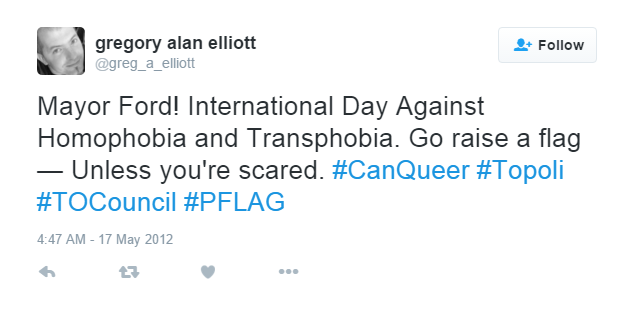 gregory alan elliott
@greg_a_elliott
Follow
Mayor Ford! International Day Against
Homophobia and Transphobia. Go raise a flag
— Unless you're scared. #CanQueer #Topoli
#TOCouncil #PFLAG
4:47 AM - 17 May 2012